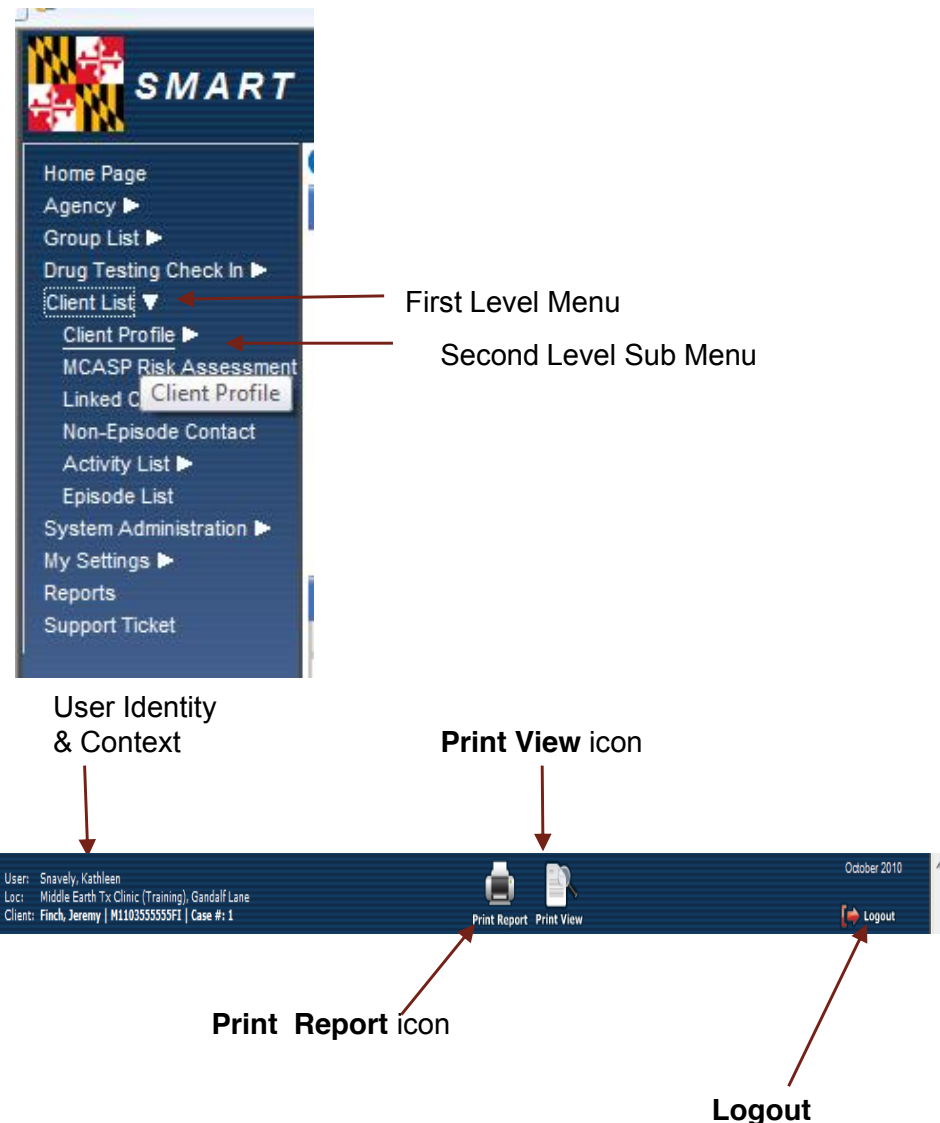 SMART
Home Page
Agency
Group List
Drug Testing Check In
Client List
First Level Menu
Client Profile
Second Level Sub Menu
MCASP Risk Assessment
Linked C
Client Profile
Non-Episode Contact
Activity List
Episode List
System Administration
My Settings
Reports
Support Ticket
User Identity
& Context
Print View icon
User: Snavely, Kathleen
Loc: Middle Earth Tx Clinic (Training), Gandalf Lane
Client: Finch, Jeremy | M1103555555FI | Case #: 1
Print Report Print View
October 2010
Logout
Print Report icon
Logout